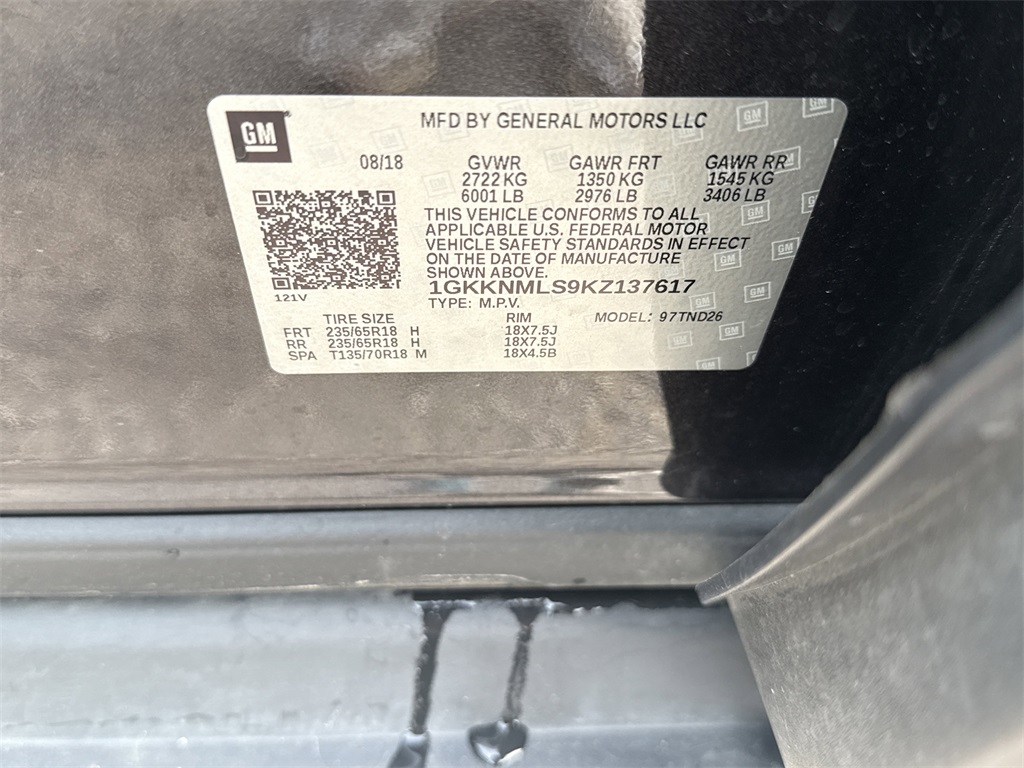 GM
MFD BY GENERAL MOTORS LLC
08/18 GVWR GAWR FRT GAWR RR
2722 KG 1350 KG 1545 KG
6001 LB 2976 LB 3406 LB
THIS VEHICLE CONFORMS TO ALL
APPLICABLE U.S. FEDERAL MOTOR
VEHICLE SAFETY STANDARDS IN EFFECT
ON THE DATE OF MANUFACTURE
SHOWN ABOVE.
1GKKNMLS9KZ137617
121V
TYPE: M.P.V.
TIRE SIZE RIM MODEL: 97TND26
FRT 235/65R18 H 18X7.5J
RR 235/65R18 H 18X7.5J
SPA T135/70R18 M 18X4.5B